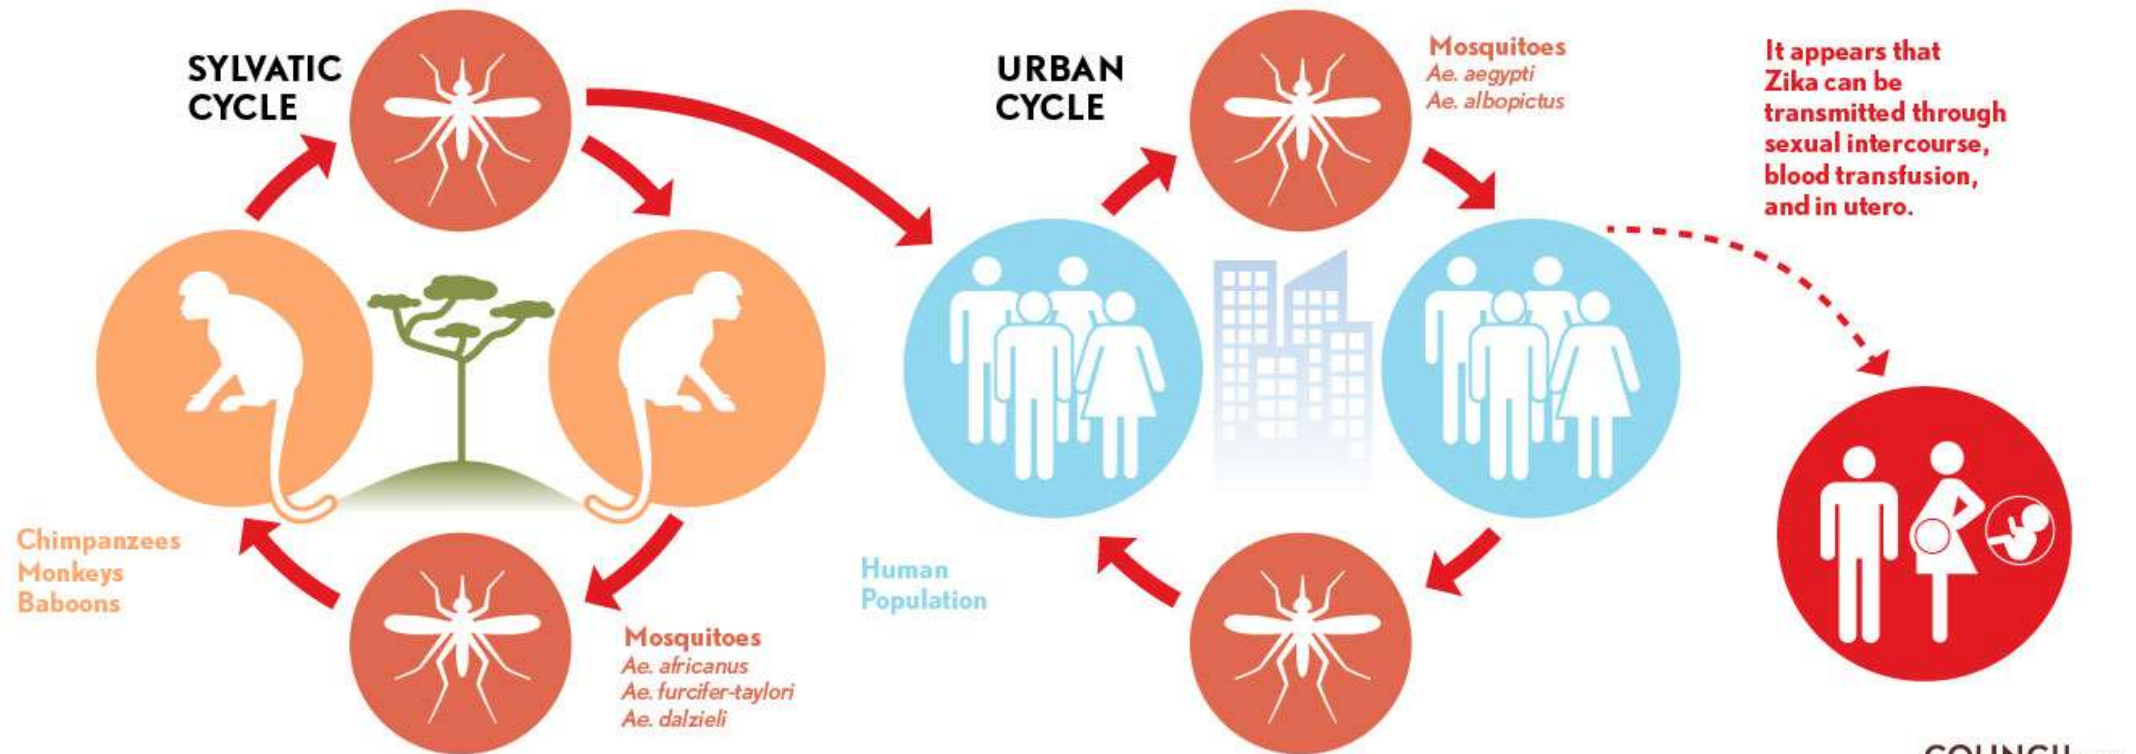 SYLVATIC
CYCLE
URBAN
CYCLE
Mosquitoes
Ae. aegypti
Ae. albopictus
It appears that
Zika can be
transmitted through
sexual intercourse,
blood transfusion,
and in utero.
Chimpanzees
Monkeys
Baboons
Mosquitoes
Ae. africanus
Ae. furcifer-taylori
Ae. dalzieli
Human
Population